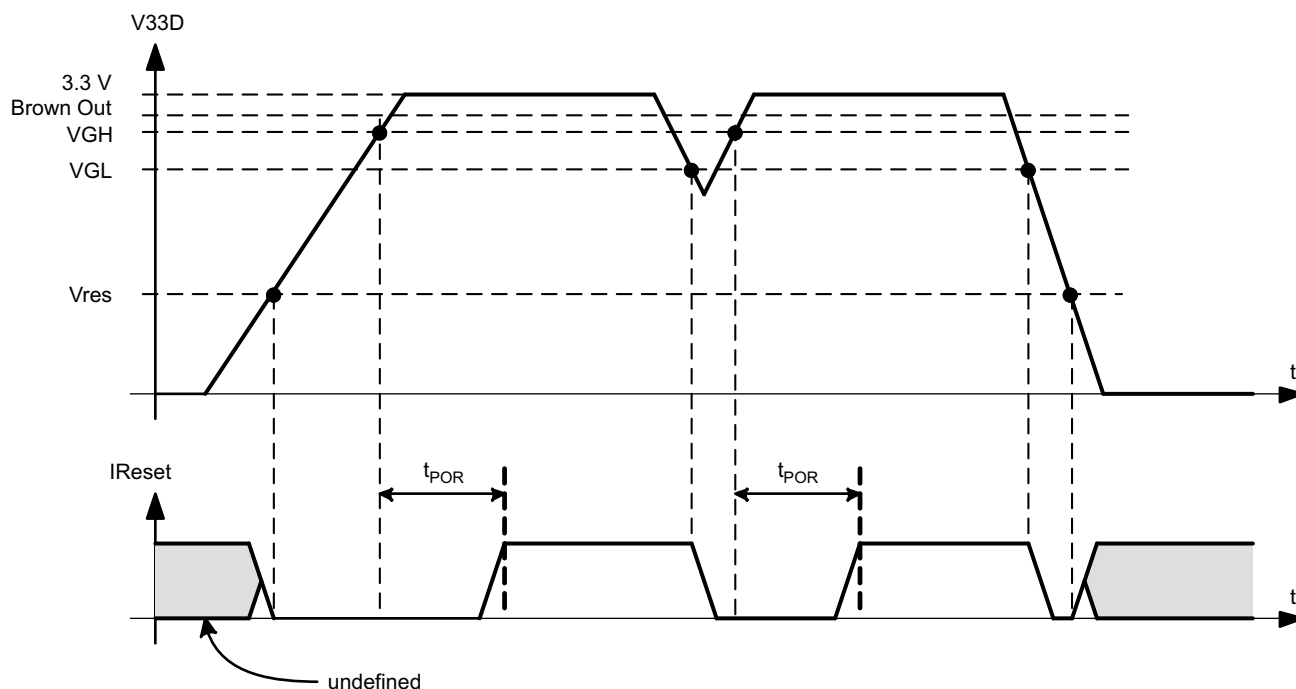 V33D
3.3 V
Brown Out
VGH
VGL
Vres
t
IReset
tPOR
tPOR
t
undefined